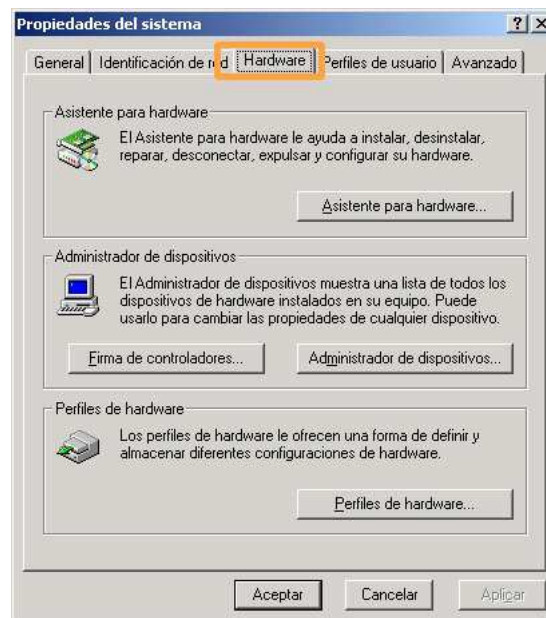 Propiedades del sistema
General Identificación de red Hardware Perfiles de usuario Avanzado
Asistente para hardware
El Asistente para hardware le ayuda a instalar, desinstalar,
reparar, desconectar, expulsar y configurar su hardware.
Asistente para hardware...
Administrador de dispositivos
El Administrador de dispositivos muestra una lista de todos los
dispositivos de hardware instalados en su equipo. Puede
usarlo para cambiar las propiedades de cualquier dispositivo.
Firma de controladores... Administrador de dispositivos...
Perfiles de hardware
Los perfiles de hardware le ofrecen una forma de definir y
almacenar diferentes configuraciones de hardware.
Perfiles de hardware...
Aceptar Cancelar Aplicar